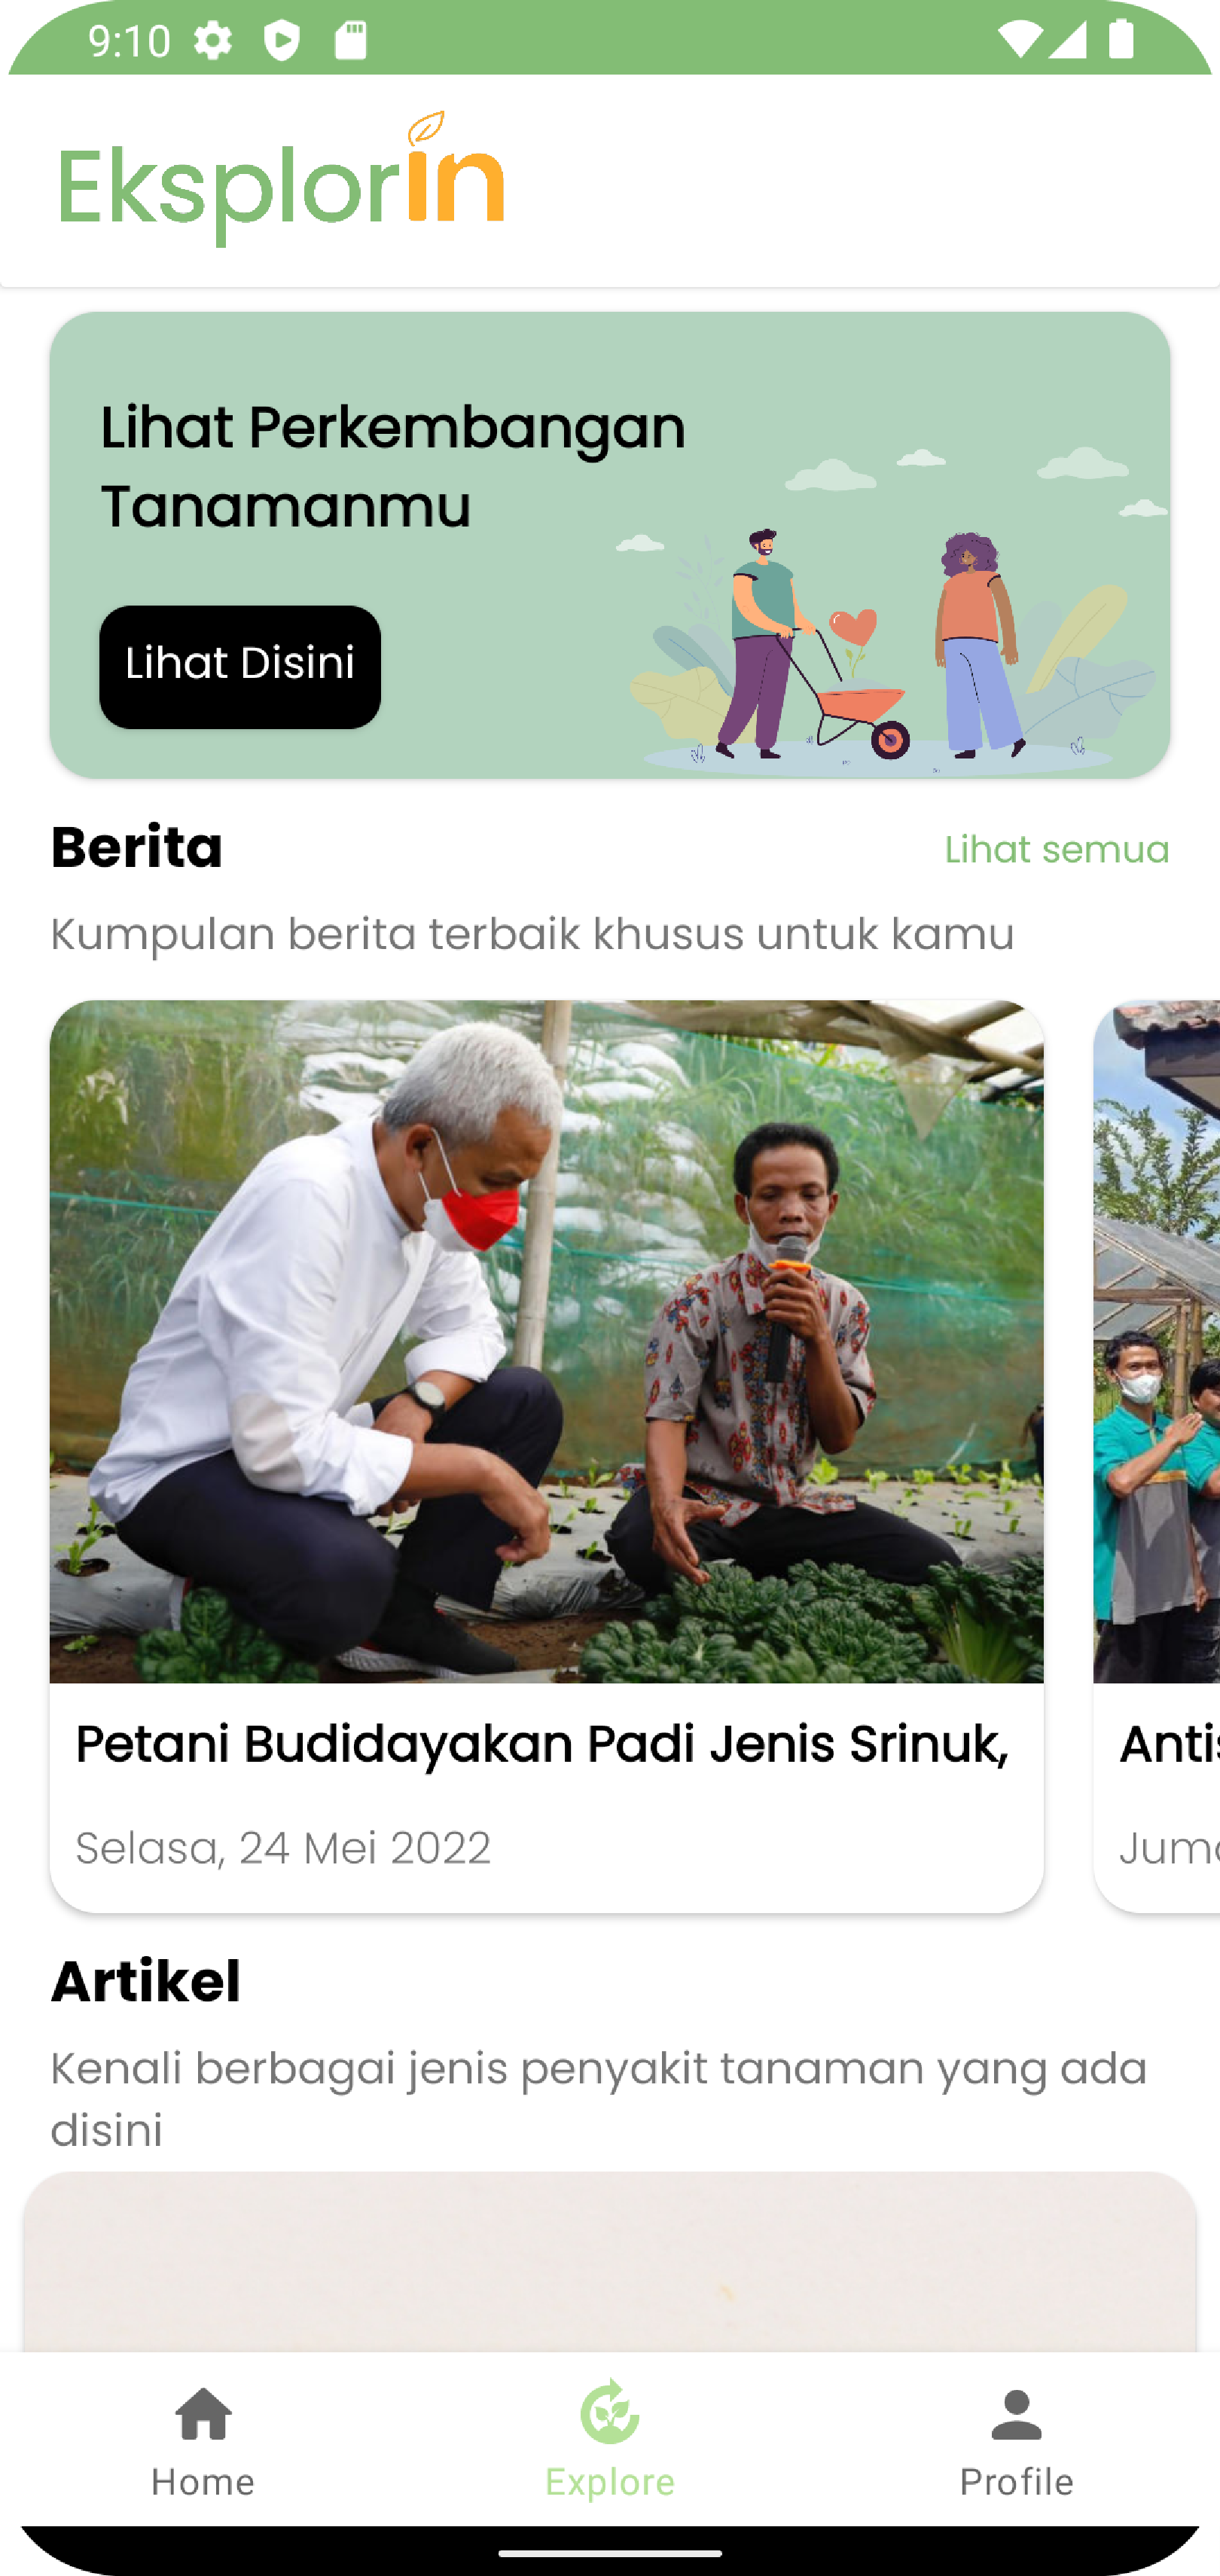 9:10
Eksplorin
Lihat Perkembangan
Tanamanmu
Lihat Disini
Berita
Lihat semua
Kumpulan berita terbaik khusus untuk kamu
Petani Budidayakan Padi Jenis Srinuk,
Selasa, 24 Mei 2022
Artikel
Kenali berbagai jenis penyakit tanaman yang ada
disini
Home
Explore
Profile